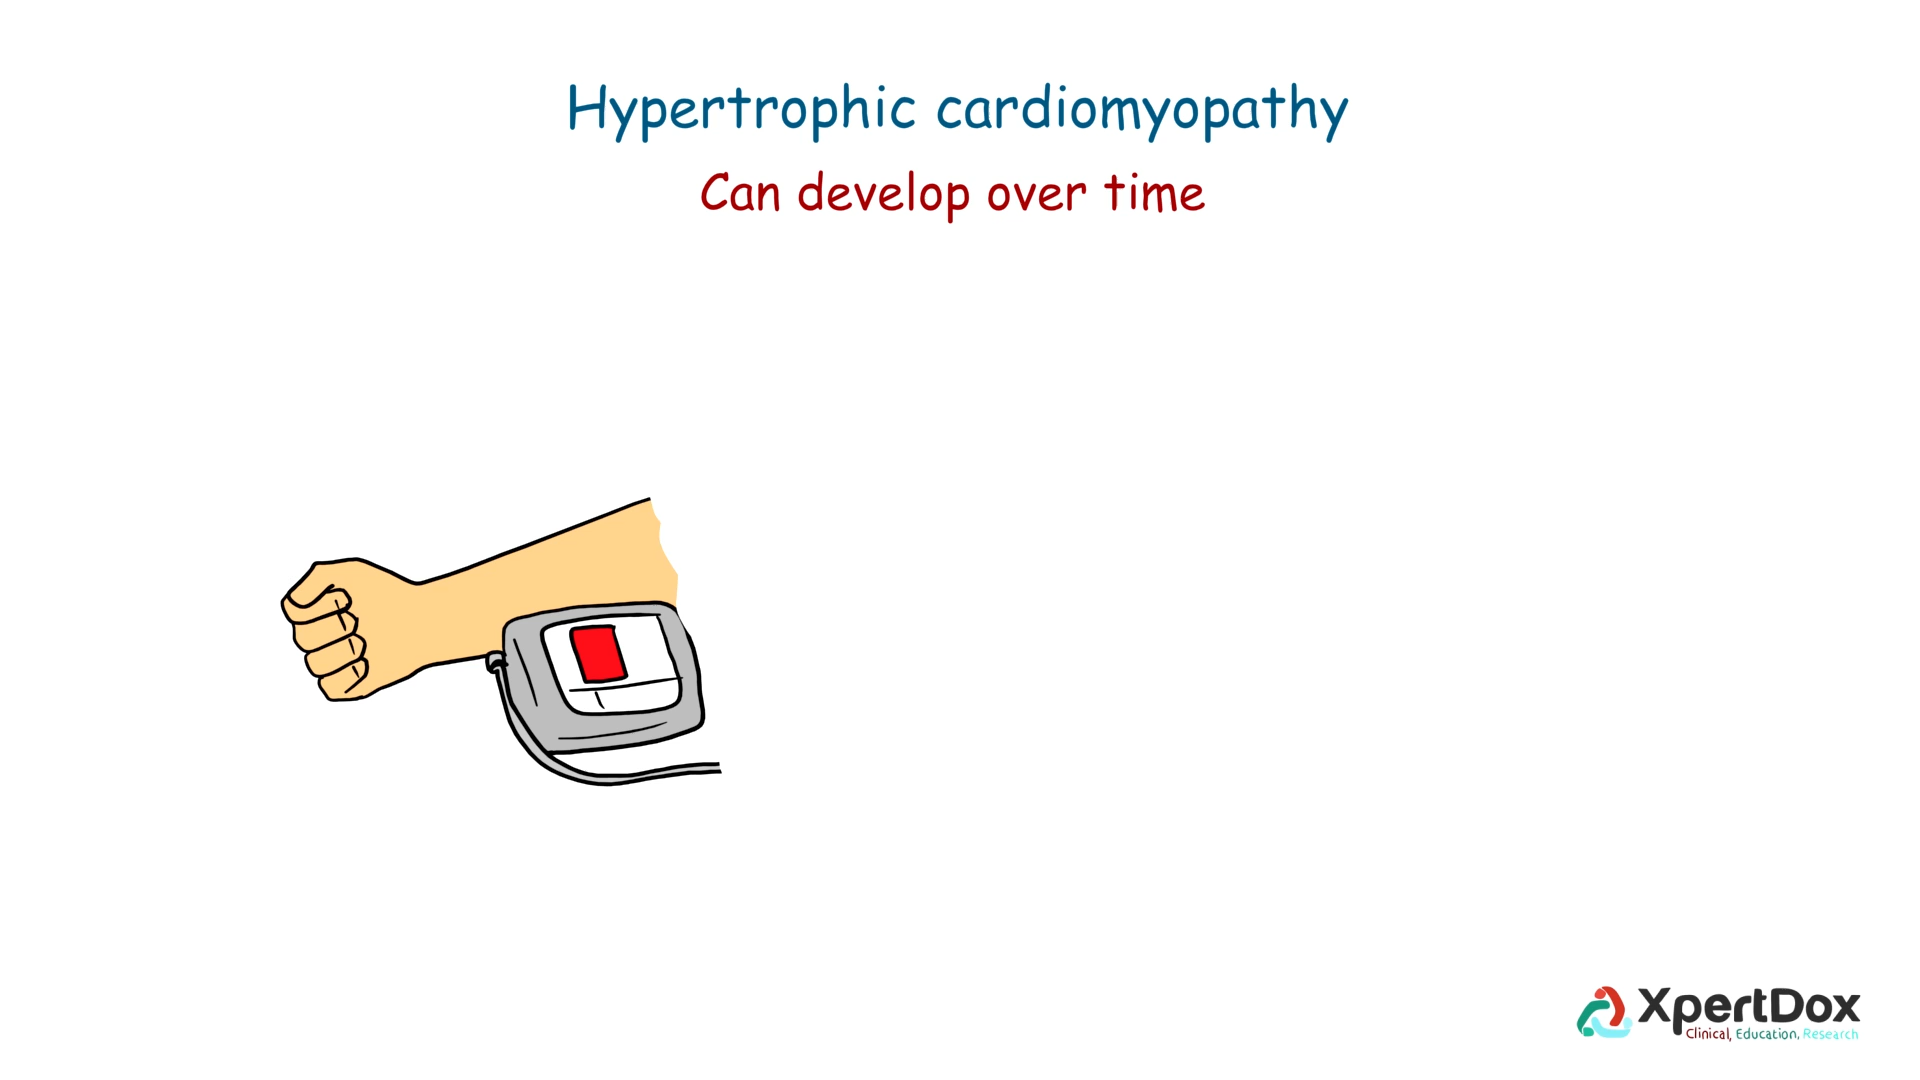 Hypertrophic cardiomyopathy
Can develop over time
XpertDox
Clinical, Education, Research